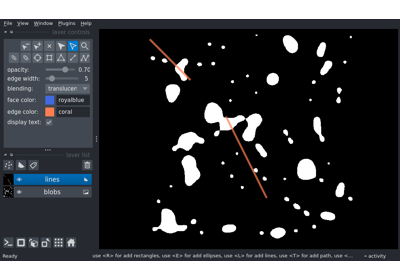 File View Window Plugins Help
layer controls
opacity: 0.70
edge width: 5
blending: translucen
face color: royalblue
edge color: coral
display text:
layer list
lines
blobs
Ready use <R> for add rectangles, use <E> for add ellipses, use <L> for add lines, use <T> for add path, use <... activity